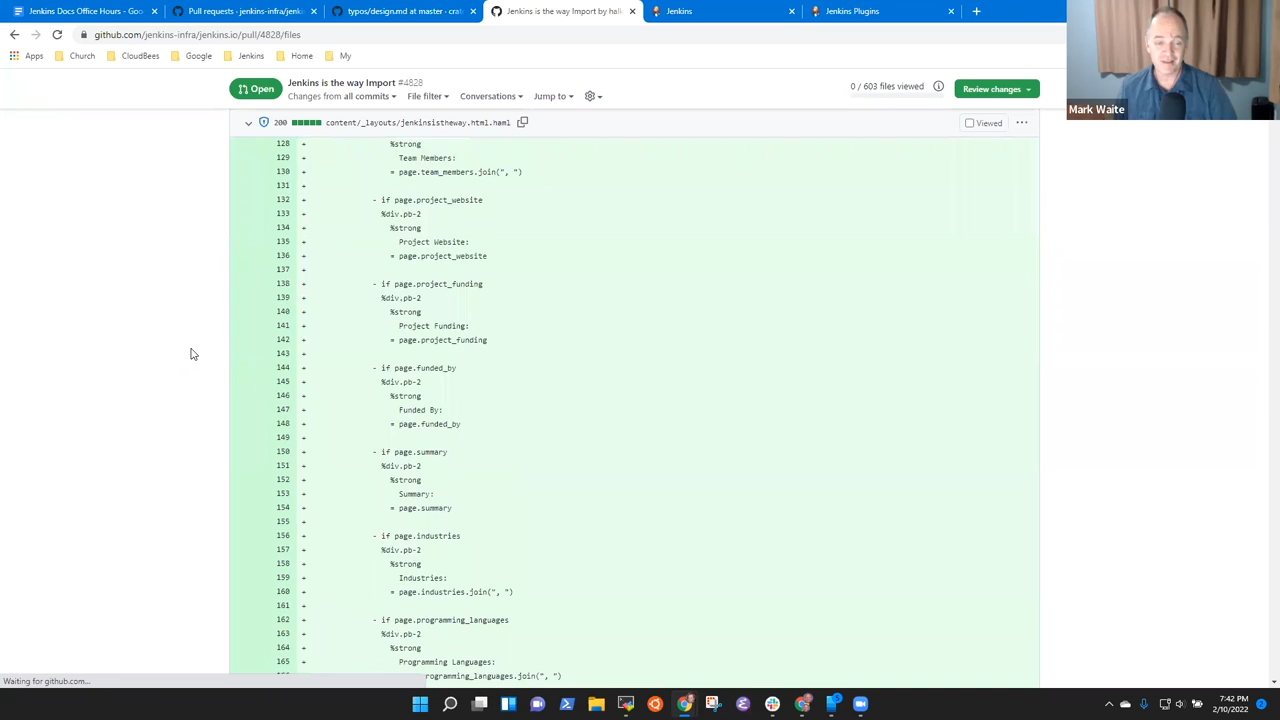 Jenkins Docs Office Hours - Goo
Pull requests · jenkins-infra/jenki
typos/design.md at master · crat
Jenkins is the way Import by halk
Jenkins
Jenkins Plugins
github.com/jenkins-infra/jenkins.io/pull/4828/files
Apps
Church
CloudBees
Google
Jenkins
Home
My
Open
Jenkins is the way Import #4828
Changes from all commits
File filter
Conversations
Jump to
0 / 603 files viewed
Review changes
Mark Waite
200
content/_layouts/jenkinsistheway.html.haml
Viewed
128 + %strong
129 + Team Members:
130 + = page.team_members.join(", ")
131 +
132 + - if page.project_website
133 + %div.pb-2
134 + %strong
135 + Project Website:
136 + = page.project_website
137 +
138 + - if page.project_funding
139 + %div.pb-2
140 + %strong
141 + Project Funding:
142 + = page.project_funding
143 +
144 + - if page.funded_by
145 + %div.pb-2
146 + %strong
147 + Funded By:
148 + = page.funded_by
149 +
150 + - if page.summary
151 + %div.pb-2
152 + %strong
153 + Summary:
154 + = page.summary
155 +
156 + - if page.industries
157 + %div.pb-2
158 + %strong
159 + Industries:
160 + = page.industries.join(", ")
161 +
162 + - if page.programming_languages
163 + %div.pb-2
164 + %strong
165 + Programming Languages:
programming_languages.join(", ")
Waiting for github.com...
7:42 PM
2/10/2022